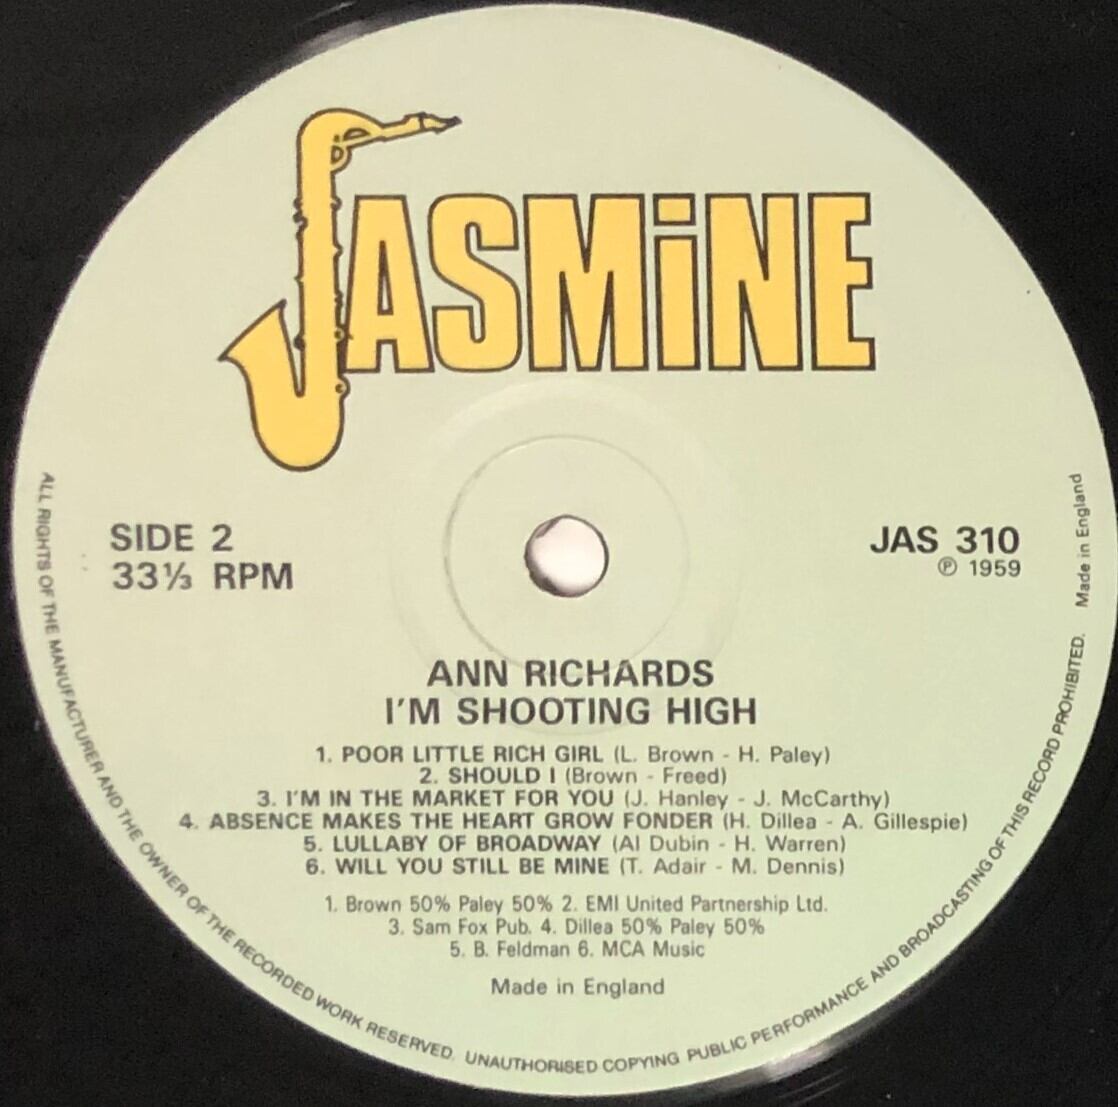 JASMiNE
SIDE 2
33⅓ RPM
JAS 310
℗ 1959
ANN RICHARDS
I'M SHOOTING HIGH
1. POOR LITTLE RICH GIRL (L. Brown - H. Paley)
2. SHOULD I (Brown - Freed)
3. I'M IN THE MARKET FOR YOU (J. Hanley - J. McCarthy)
4. ABSENCE MAKES THE HEART GROW FONDER (H. Dillea - A. Gillespie)
5. LULLABY OF BROADWAY (Al Dubin - H. Warren)
6. WILL YOU STILL BE MINE (T. Adair - M. Dennis)
1. Brown 50% Paley 50% 2. EMI United Partnership Ltd.
3. Sam Fox Pub. 4. Dillea 50% Paley 50%
5. B. Feldman 6. MCA Music
Made in England
ALL RIGHTS OF THE MANUFACTURER AND THE OWNER OF THE RECORDED WORK RESERVED. UNAUTHORISED COPYING PUBLIC PERFORMANCE AND BROADCASTING OF THIS RECORD PROHIBITED. Made in England